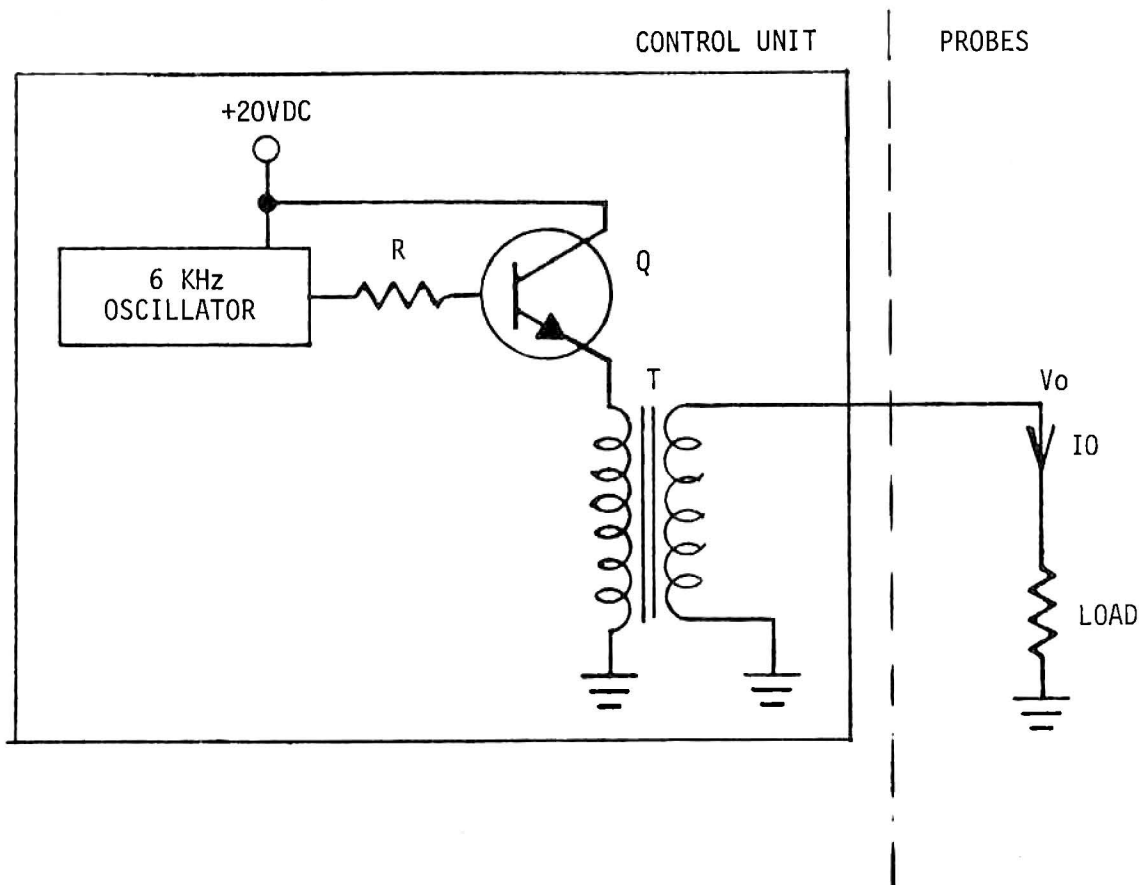 CONTROL UNIT
PROBES
+20VDC
R
Q
6 KHz
OSCILLATOR
T
Vo
IO
LOAD